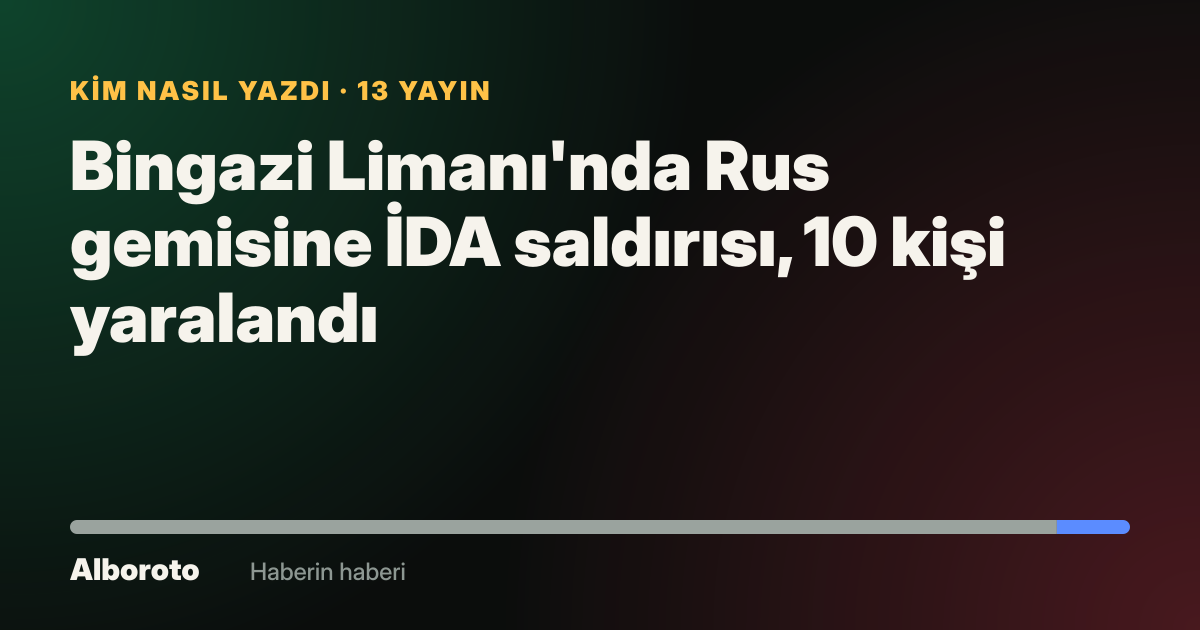 KİM NASIL YAZDI · 13 YAYIN
Bingazi Limanı'nda Rus
gemisine İDA saldırısı, 10 kişi
yaralandı
Alboroto
Haberin haberi